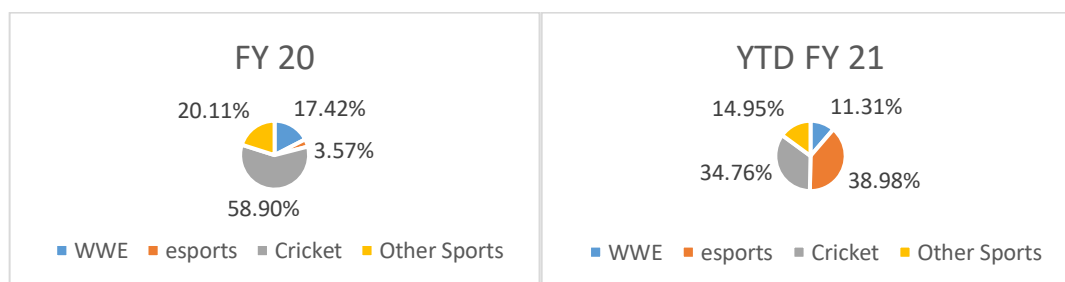 FY 20
20.11%
17.42%
3.57%
58.90%
WWE esports Cricket Other Sports
YTD FY 21
14.95%
11.31%
34.76%
38.98%
WWE esports Cricket Other Sports